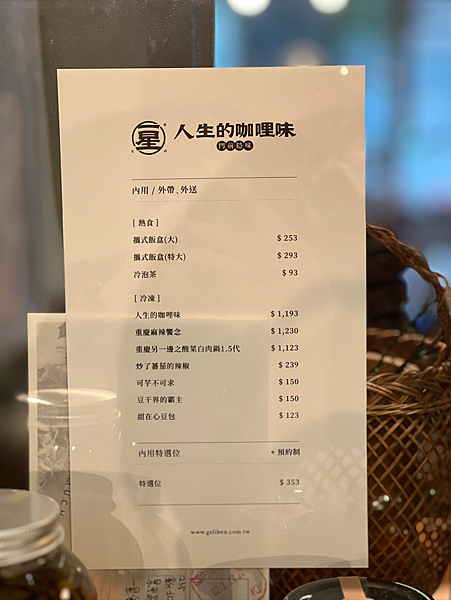 星
人生的咖哩味
內用 / 外帶、外送
[ 熱食 ]
攜式飯盒(大) $ 253
攜式飯盒(特大) $ 293
冷泡茶 $ 93
[ 冷凍 ]
人生的咖哩味 $ 1,193
重慶麻辣饗念 $ 1,230
重慶另一邊之酸菜白肉鍋1.5代 $ 1,123
炒了蕃茄的辣椒 $ 239
可芋不可求 $ 150
豆干界的霸主 $ 150
甜在心豆包 $ 123
內用特選位 * 預約制
特選位 $ 353
www.geliben.com.tw